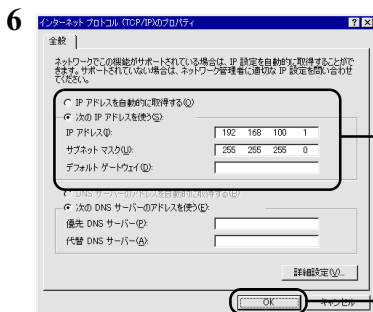 6
インターネット プロトコル (TCP/IP)のプロパティ
全般
ネットワークでこの機能がサポートされている場合は、IP 設定を自動的に取得することがで
きます。サポートされていない場合は、ネットワーク管理者に適切な IP 設定を問い合わせ
てください。
IP アドレスを自動的に取得する(O)
次の IP アドレスを使う(S):
IP アドレス(I): 192 168 100 1
サブネット マスク(U): 255 255 255 0
デフォルト ゲートウェイ(D):
DNS サーバーのアドレスを自動的に取得する(B)
次の DNS サーバーのアドレスを使う(E):
優先 DNS サーバー(P):
代替 DNS サーバー(A):
詳細設定(V)...
OK キャンセル